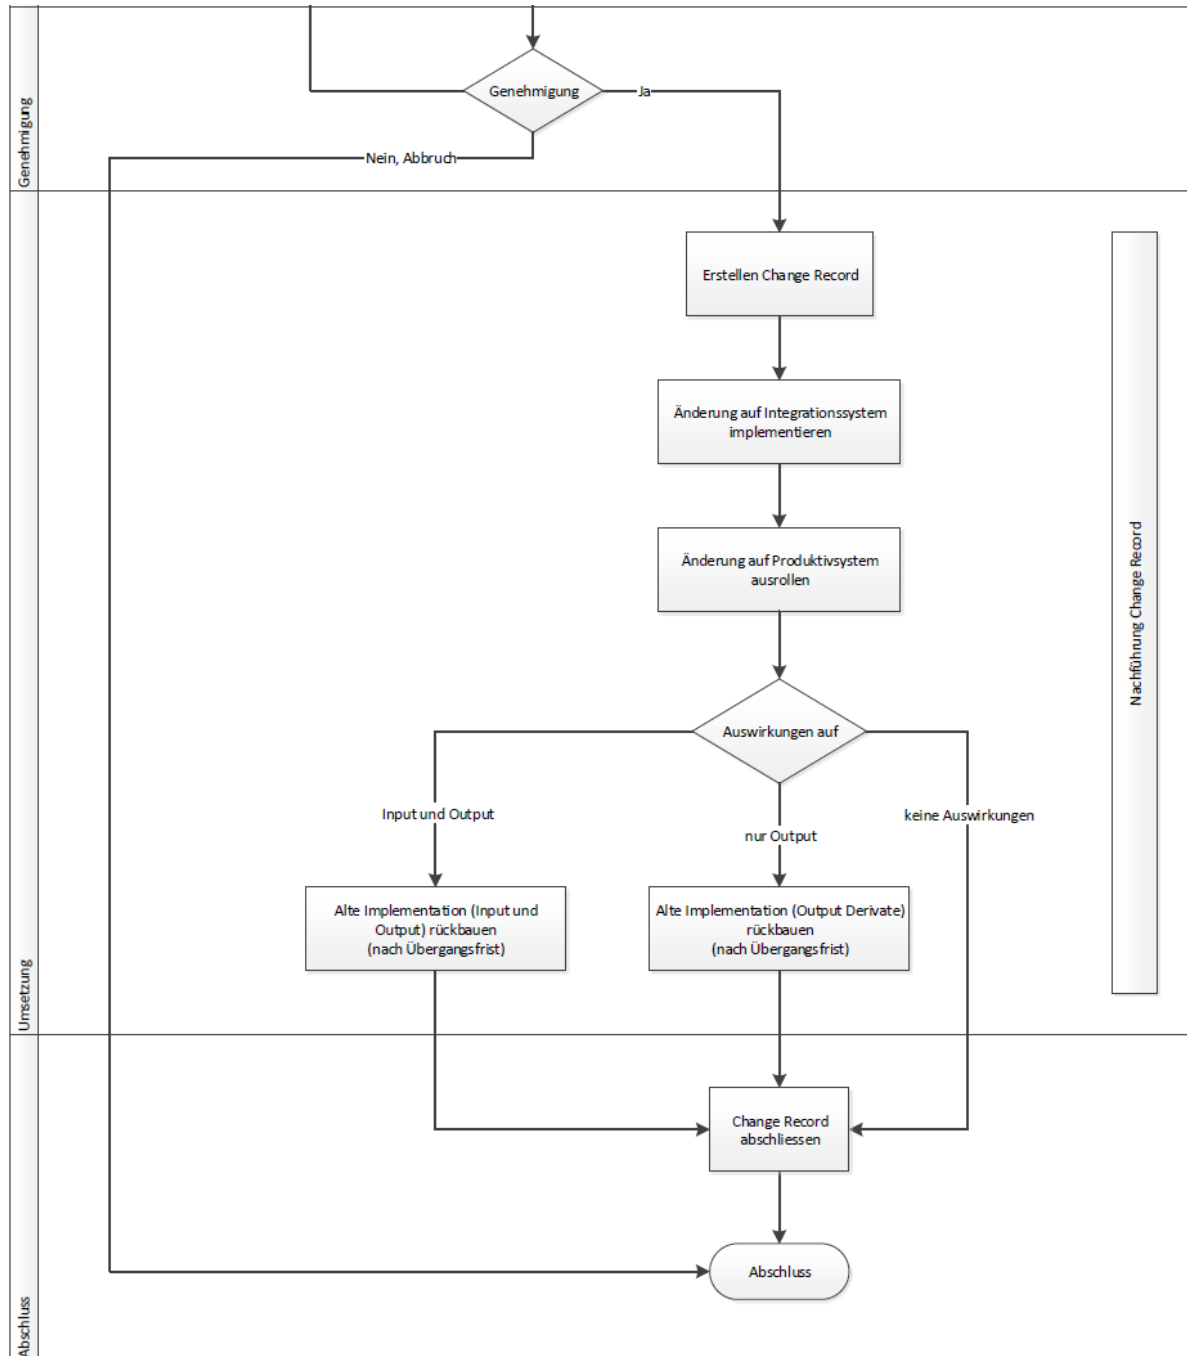 Genehmigung
Genehmigung
Ja
Nein, Abbruch
Umsetzung
Erstellen Change Record
Änderung auf Integrationssystem
implementieren
Änderung auf Produktivsystem
ausrollen
Nachführung Change Record
Auswirkungen auf
Input und Output
nur Output
keine Auswirkungen
Alte Implementation (Input und
Output) rückbauen
(nach Übergangsfrist)
Alte Implementation (Output Derivate)
rückbauen
(nach Übergangsfrist)
Abschluss
Change Record
abschliessen
Abschluss